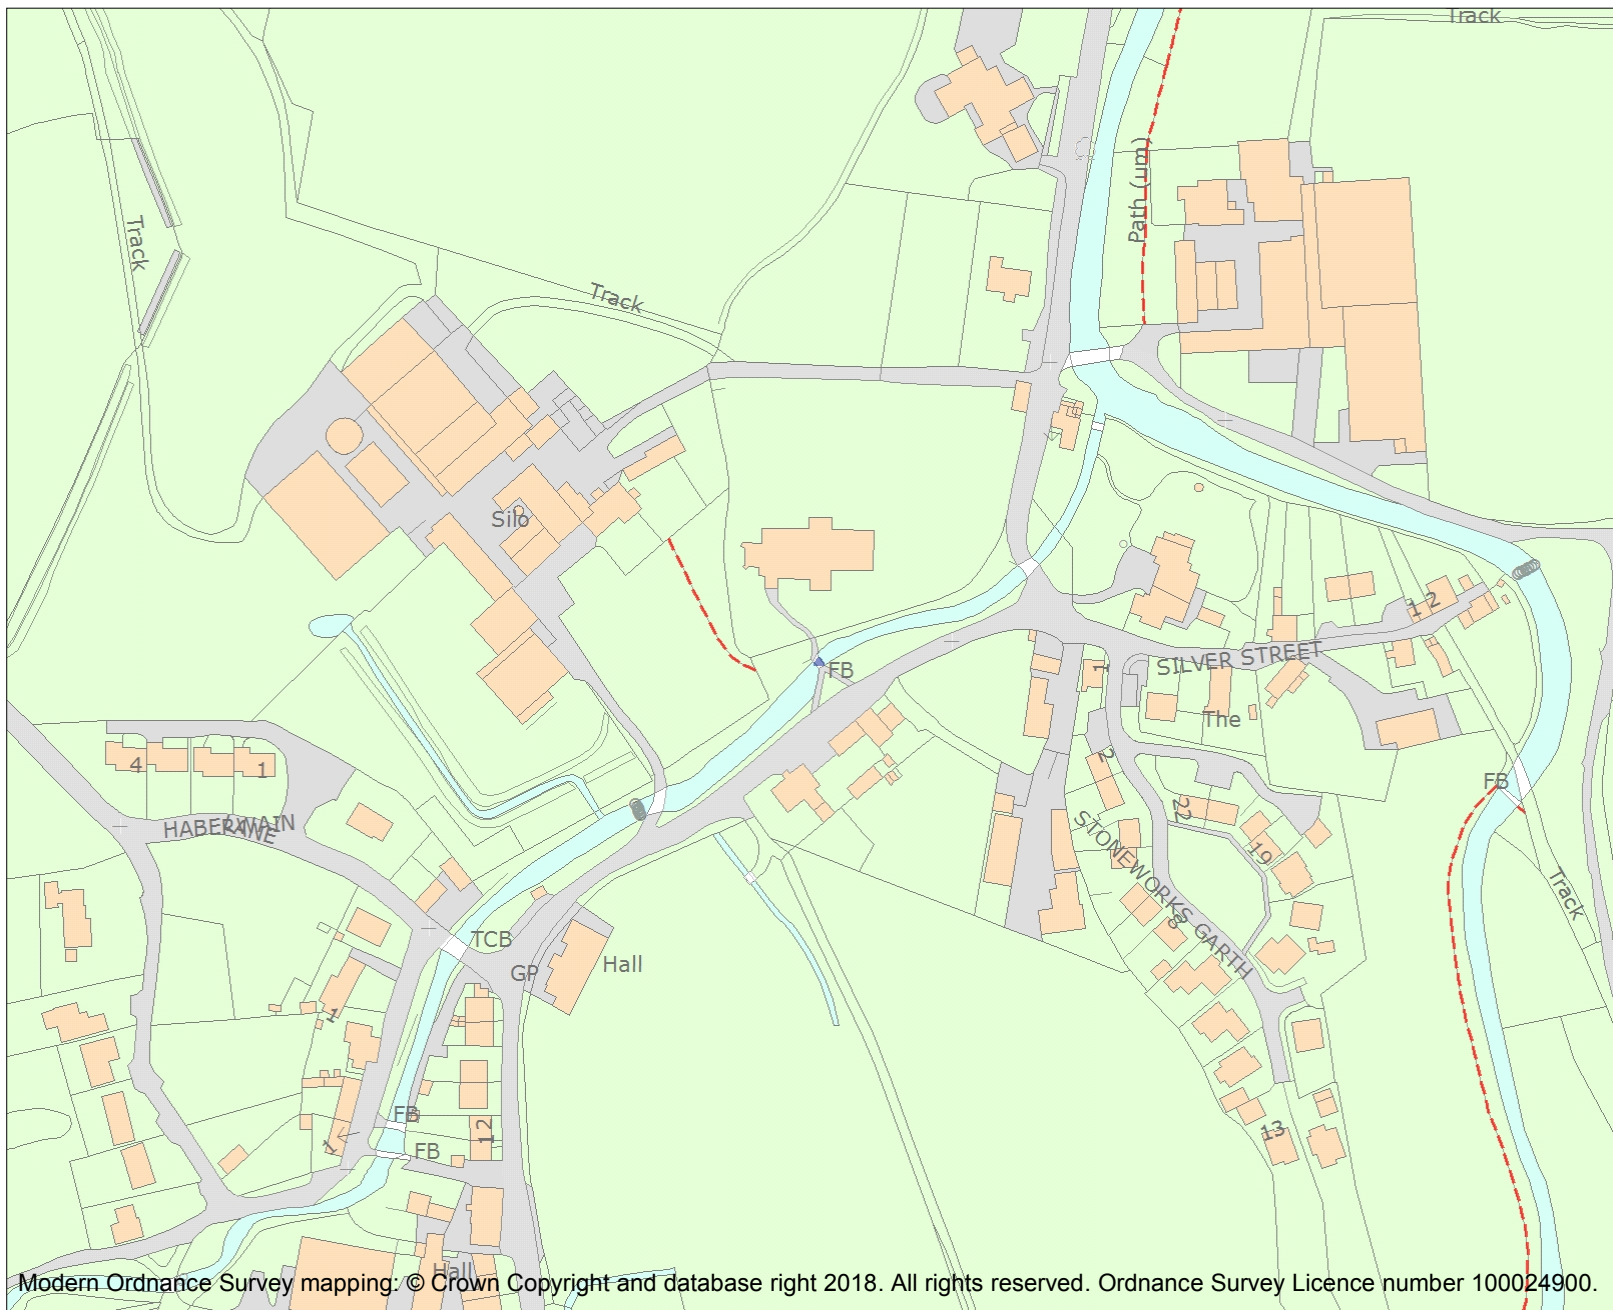 Track
Path (um)
Track
Track
Silo
FB
1
SILVER STREET
1 2
The
2
FB
4
1
HABERWAIN
LANE
22
STONEWORKS GARTH
19
8
Track
TCB
GP
Hall
1
FB
FB
12
1
13
Hall
Modern Ordnance Survey mapping: © Crown Copyright and database right 2018. All rights reserved. Ordnance Survey Licence number 100024900.